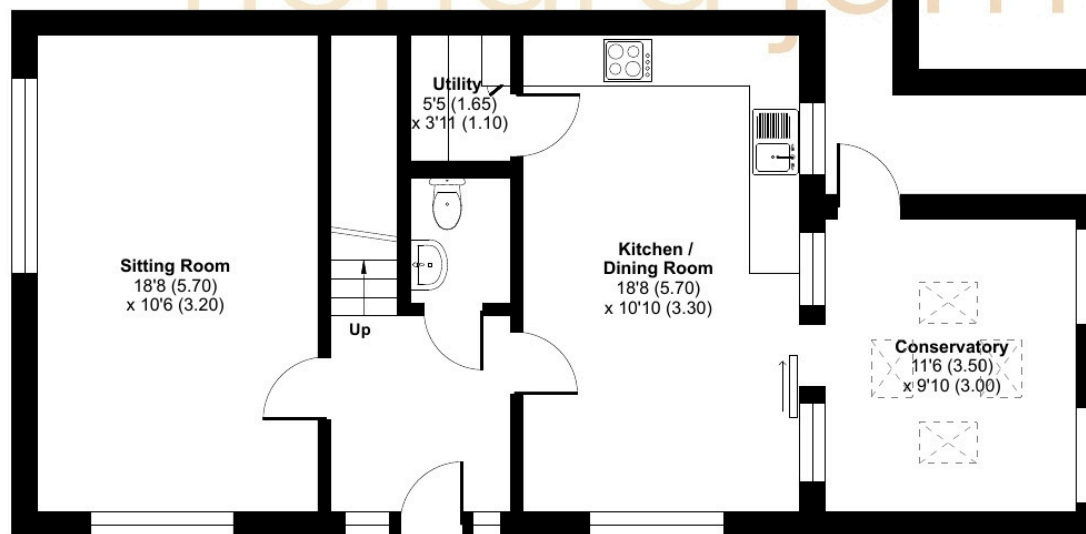 Utility
5'5 (1.65)
x 3'11 (1.10)
Sitting Room
18'8 (5.70)
x 10'6 (3.20)
Up
Kitchen /
Dining Room
18'8 (5.70)
x 10'10 (3.30)
Conservatory
11'6 (3.50)
x 9'10 (3.00)